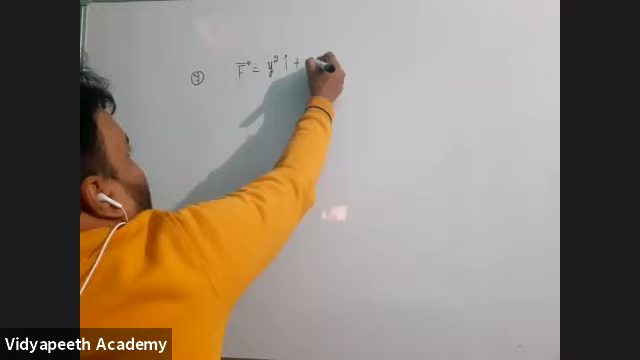 ④ F⃗ = y² î +
Vidyapeeth Academy